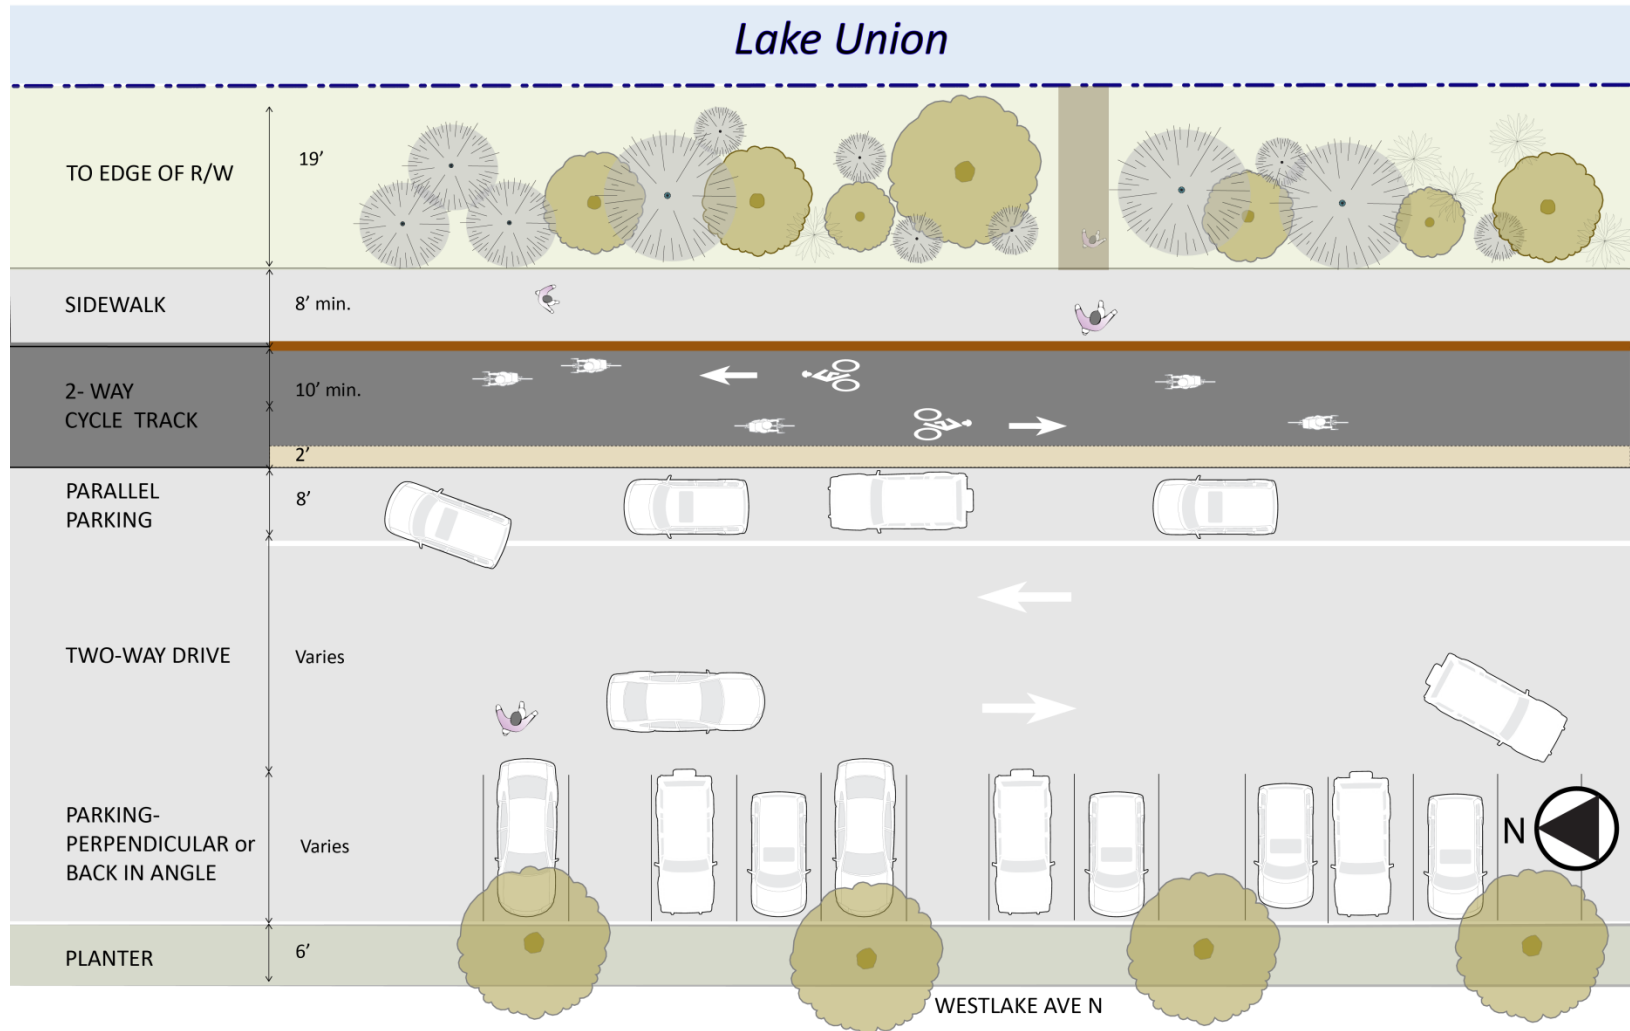 Lake Union
TO EDGE OF R/W
19’
SIDEWALK
8’ min.
2- WAY
CYCLE TRACK
10’ min.
2’
PARALLEL
PARKING
8’
TWO-WAY DRIVE
Varies
PARKING-
PERPENDICULAR or
BACK IN ANGLE
Varies
N
PLANTER
6’
WESTLAKE AVE N